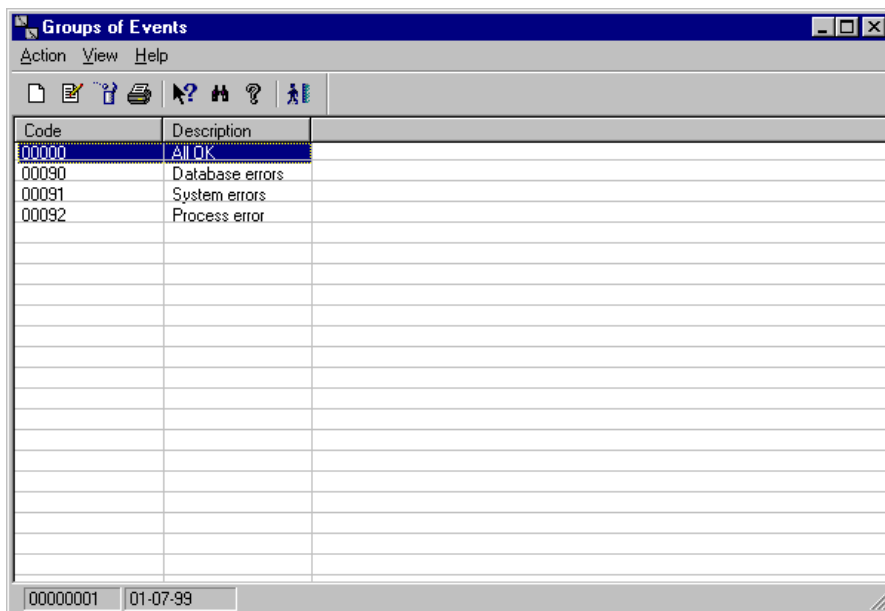 Groups of Events
Action View Help
Code Description
00000 All OK
00090 Database errors
00091 System errors
00092 Process error
00000001 01-07-99